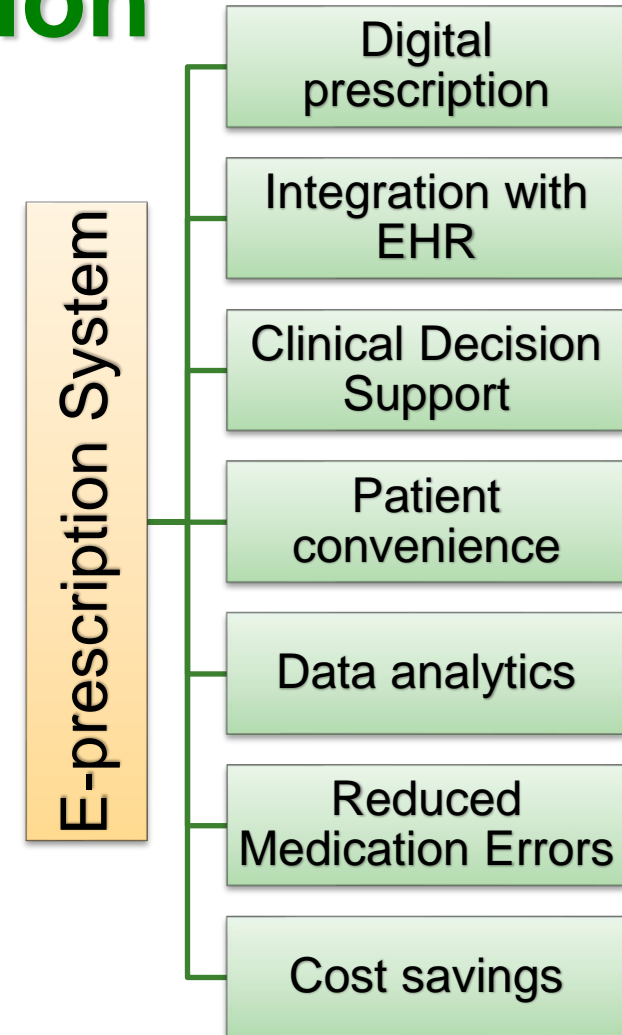 ion
E-prescription System
Digital
prescription
Integration with
EHR
Clinical Decision
Support
Patient
convenience
Data analytics
Reduced
Medication Errors
Cost savings